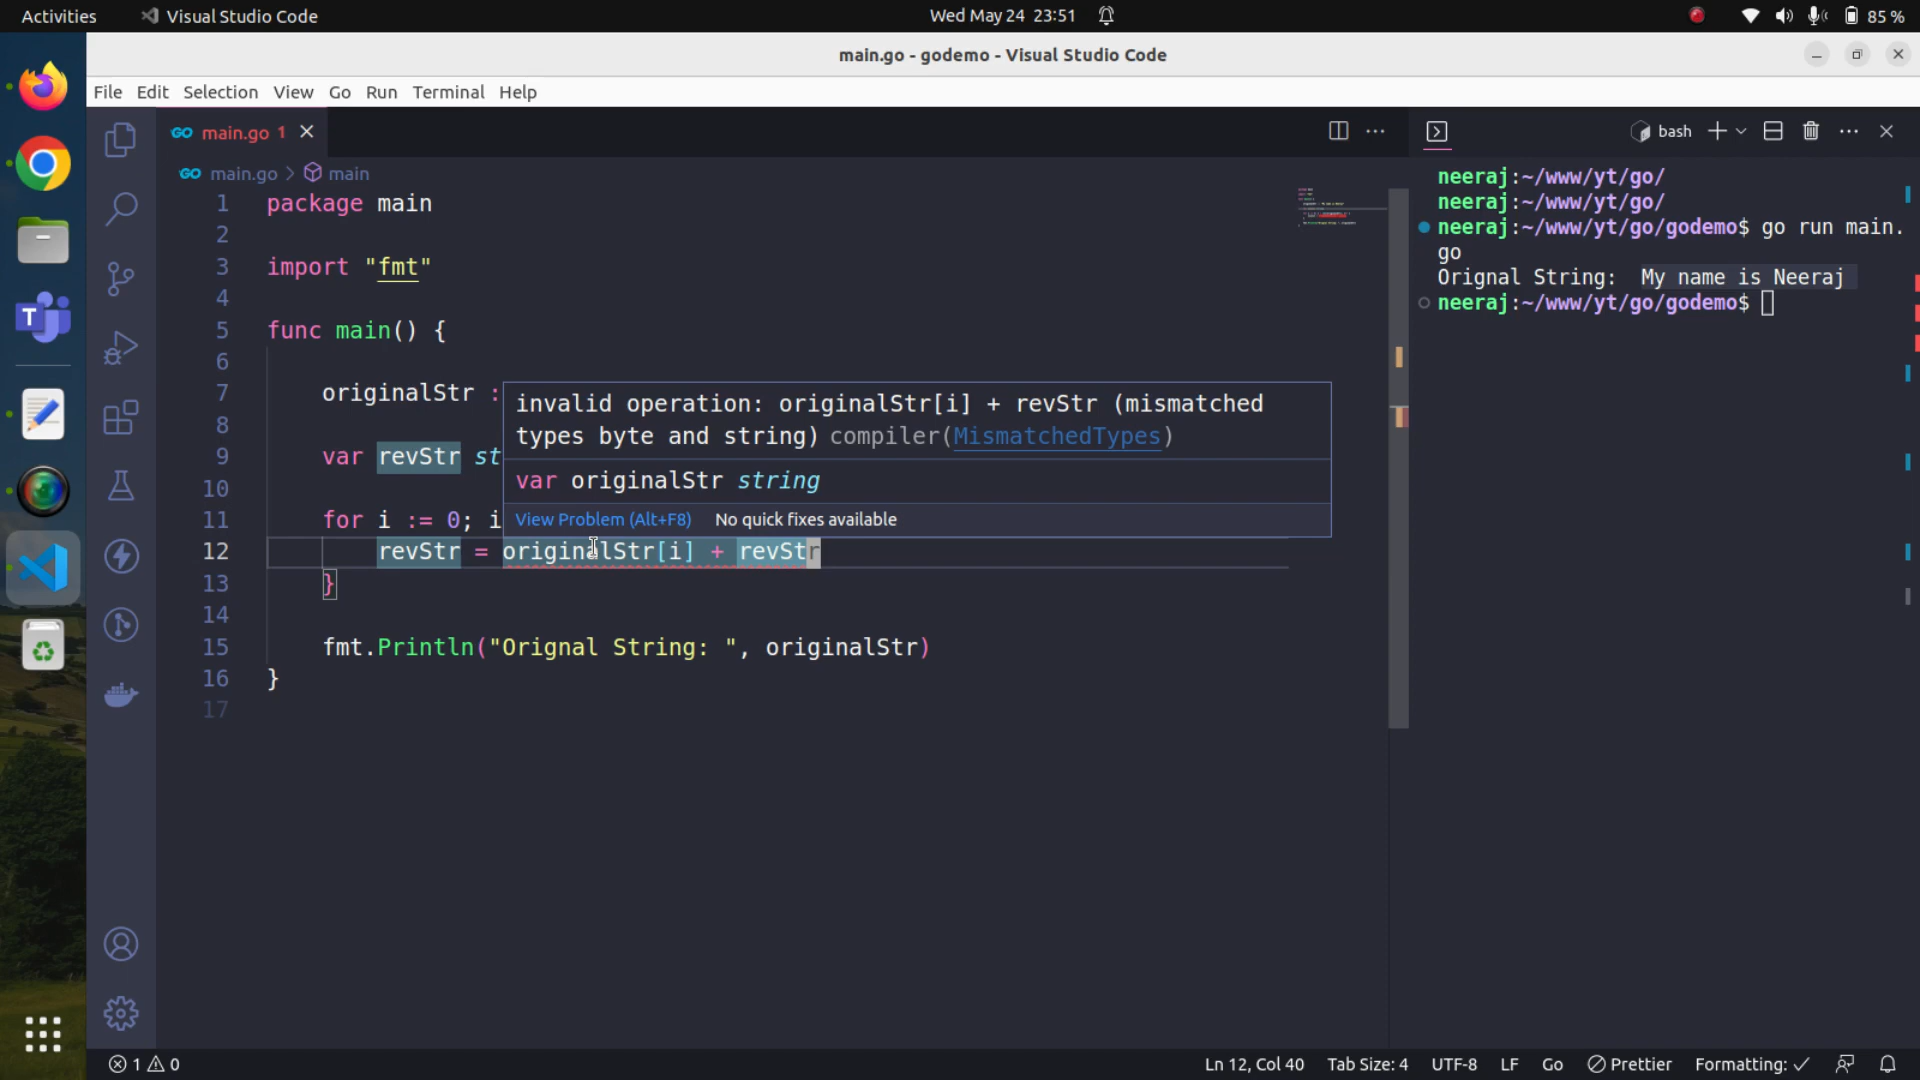 Activities
Visual Studio Code
Wed May 24 23:51
85 %
main.go - godemo - Visual Studio Code
File Edit Selection View Go Run Terminal Help
GO main.go 1
bash
GO main.go > main
1 package main
2
3 import "fmt"
4
5 func main() {
6
7 originalStr :
8
9 var revStr st
10
11 for i := 0; i
12 revStr = originalStr[i] + revStr
13 }
14
15 fmt.Println("Orignal String: ", originalStr)
16 }
17
invalid operation: originalStr[i] + revStr (mismatched
types byte and string) compiler(MismatchedTypes)
var originalStr string
View Problem (Alt+F8) No quick fixes available
neeraj:~/www/yt/go/
neeraj:~/www/yt/go/
neeraj:~/www/yt/go/godemo$ go run main.
go
Orignal String:  My name is Neeraj
neeraj:~/www/yt/go/godemo$
1 0
Ln 12, Col 40 Tab Size: 4 UTF-8 LF Go Prettier Formatting: ✓